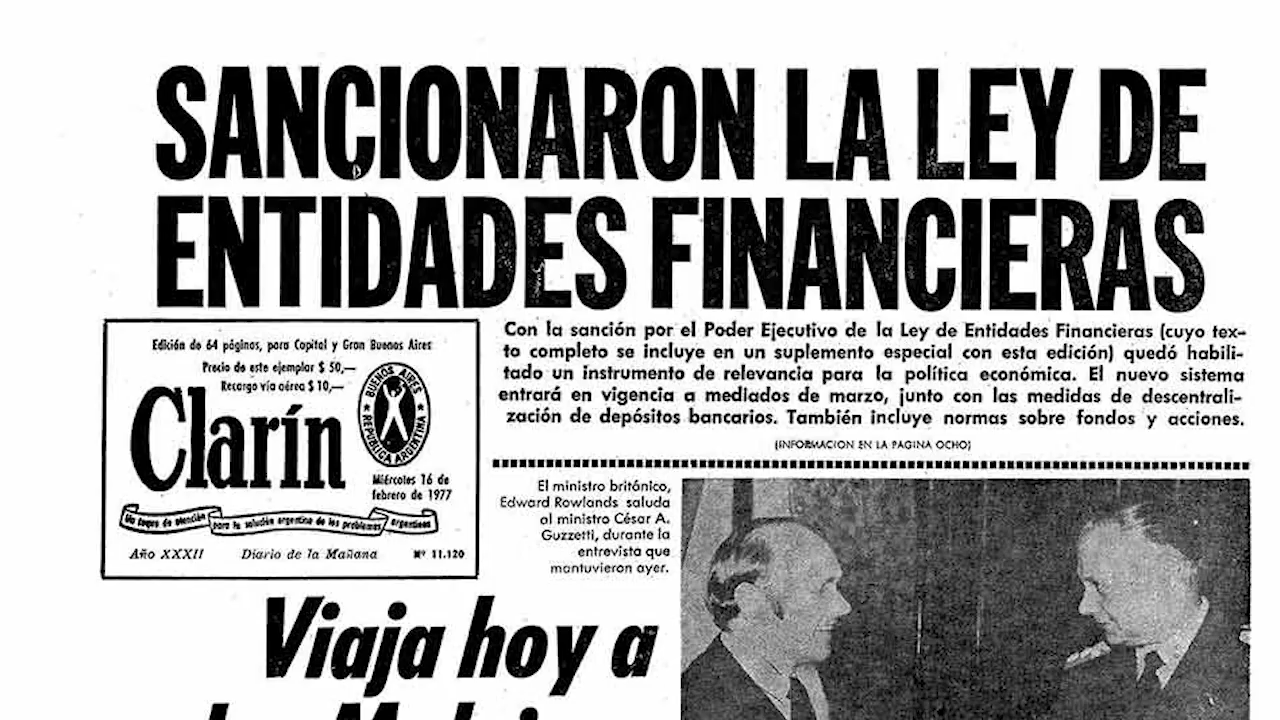 SANCIONARON LA LEY DE
ENTIDADES FINANCIERAS
Edición de 64 páginas, para Capital y Gran Buenos Aires
Precio de este ejemplar $ 50,—
Recargo vía aérea $ 10,—
Clarín
BUENOS AIRES
REPUBLICA ARGENTINA
Miércoles 16 de
febrero de 1977
Un toque de atención para la solución argentina de los problemas argentinos
Año XXXII Diario de la Mañana Nº 11.120
Con la sanción por el Poder Ejecutivo de la Ley de Entidades Financieras (cuyo tex-
to completo se incluye en un suplemento especial con esta edición) quedó habili-
tado un instrumento de relevancia para la política económica. El nuevo sistema
entrará en vigencia a mediados de marzo, junto con las medidas de descentrali-
zación de depósitos bancarios. También incluye normas sobre fondos y acciones.
(INFORMACION EN LA PAGINA OCHO)
El ministro británico,
Edward Rowlands saluda
al ministro César A.
Guzzetti, durante la
entrevista que
mantuvieron ayer.
Viaja hoy a